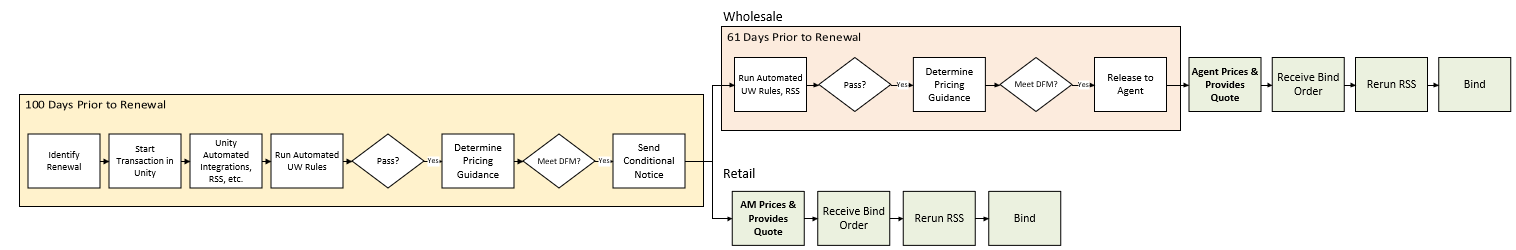 Wholesale
61 Days Prior to Renewal
Run Automated
UW Rules, RSS
Pass?
Yes
Determine
Pricing
Guidance
Meet DFM?
Yes
Release to
Agent
Agent Prices &
Provides
Quote
Receive Bind
Order
Rerun RSS
Bind
100 Days Prior to Renewal
Identify
Renewal
Start
Transaction in
Unity
Unity
Automated
Integrations,
RSS, etc.
Run Automated
UW Rules
Pass?
Yes
Determine
Pricing
Guidance
Meet DFM?
Yes
Send
Conditional
Notice
Retail
AM Prices &
Provides
Quote
Receive Bind
Order
Rerun RSS
Bind